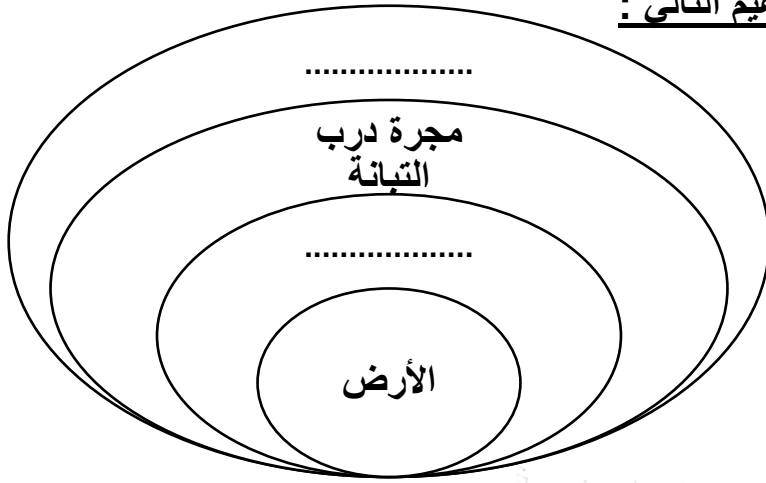 التالي :
...................
مجرة درب
التبانة
...................
الأرض